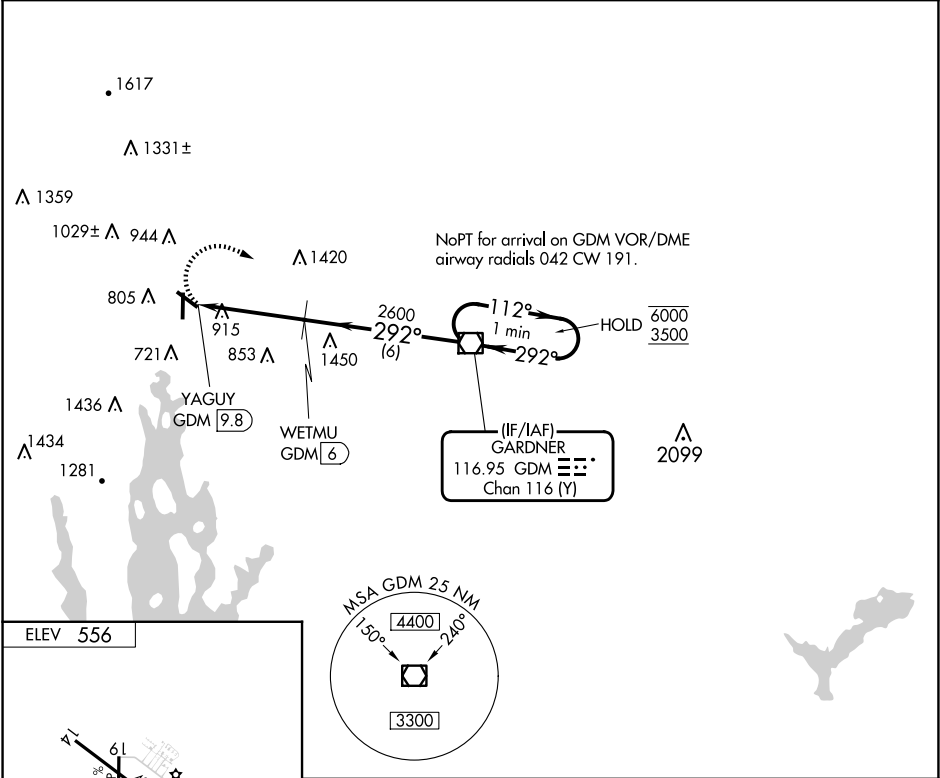 1617
1331±
1359
1029±
944
1420
NoPT for arrival on GDM VOR/DME
airway radials 042 CW 191.
805
915
2600
292°
(6)
112°
1 min
292°
HOLD
6000
3500
721
853
1450
YAGUY
GDM 9.8
WETMU
GDM 6
1436
1434
1281
(IF/IAF)
GARDNER
116.95 GDM
Chan 116 (Y)
2099
MSA GDM 25 NM
150°
4400
240°
3300
ELEV 556
14
19